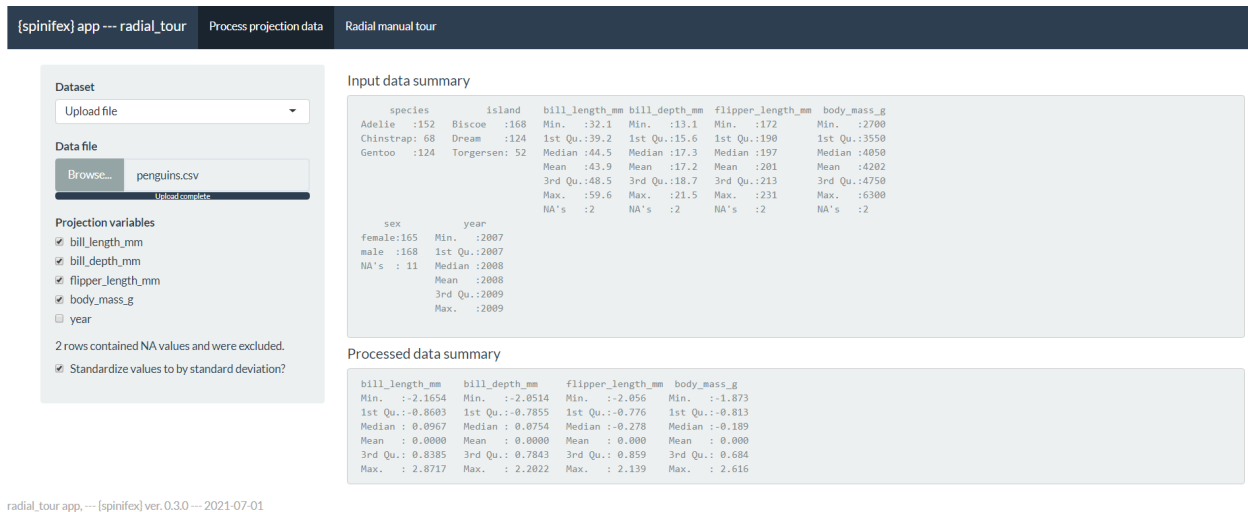 {spinifex} app --- radial_tour Process projection data Radial manual tour
Dataset
Upload file
Data file
Browse... penguins.csv
Upload complete
Projection variables
bill_length_mm
bill_depth_mm
flipper_length_mm
body_mass_g
year
2 rows contained NA values and were excluded.
Standardize values to by standard deviation?
Input data summary
species island bill_length_mm bill_depth_mm flipper_length_mm body_mass_g
Adelie :152 Biscoe :168 Min. :32.1 Min. :13.1 Min. :172 Min. :2700
Chinstrap: 68 Dream :124 1st Qu.:39.2 1st Qu.:15.6 1st Qu.:190 1st Qu.:3550
Gentoo :124 Torgersen: 52 Median :44.5 Median :17.3 Median :197 Median :4050
Mean :43.9 Mean :17.2 Mean :201 Mean :4202
3rd Qu.:48.5 3rd Qu.:18.7 3rd Qu.:213 3rd Qu.:4750
Max. :59.6 Max. :21.5 Max. :231 Max. :6300
NA's :2 NA's :2 NA's :2 NA's :2
sex year
female:165 Min. :2007
male :168 1st Qu.:2007
NA's : 11 Median :2008
Mean :2008
3rd Qu.:2009
Max. :2009
Processed data summary
bill_length_mm bill_depth_mm flipper_length_mm body_mass_g
Min. :-2.1654 Min. :-2.0514 Min. :-2.056 Min. :-1.873
1st Qu.:-0.8603 1st Qu.:-0.7855 1st Qu.:-0.776 1st Qu.:-0.813
Median : 0.0967 Median : 0.0754 Median :-0.278 Median :-0.189
Mean : 0.0000 Mean : 0.0000 Mean : 0.000 Mean : 0.000
3rd Qu.: 0.8385 3rd Qu.: 0.7843 3rd Qu.: 0.859 3rd Qu.: 0.684
Max. : 2.8717 Max. : 2.2022 Max. : 2.139 Max. : 2.616
radial_tour app, --- {spinifex} ver. 0.3.0 --- 2021-07-01